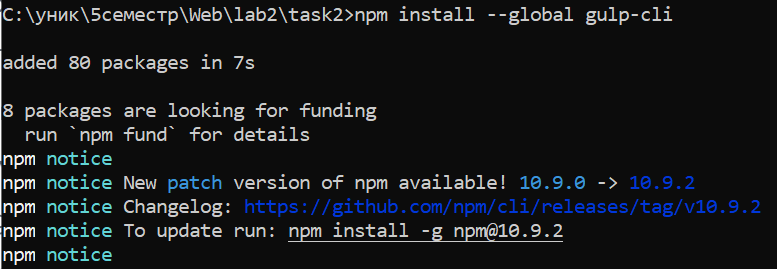 C:\уник\5семестр\Web\lab2\task2>npm install --global gulp-cli
added 80 packages in 7s
8 packages are looking for funding
  run `npm fund` for details
npm notice
npm notice New patch version of npm available! 10.9.0 -> 10.9.2
npm notice Changelog: https://github.com/npm/cli/releases/tag/v10.9.2
npm notice To update run: npm install -g npm@10.9.2
npm notice